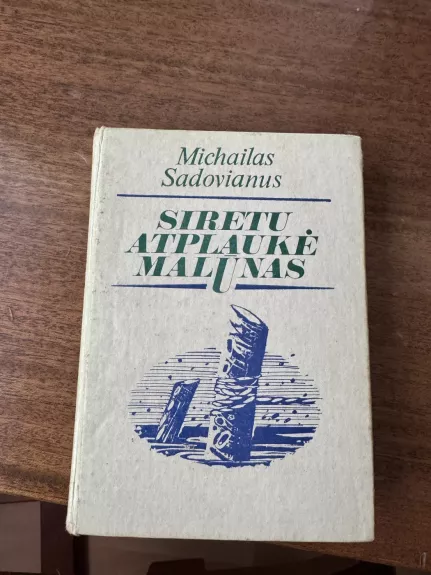 Michailas
Sadovianus
SIRETU
ATPLAUKĖ
MALŪNAS